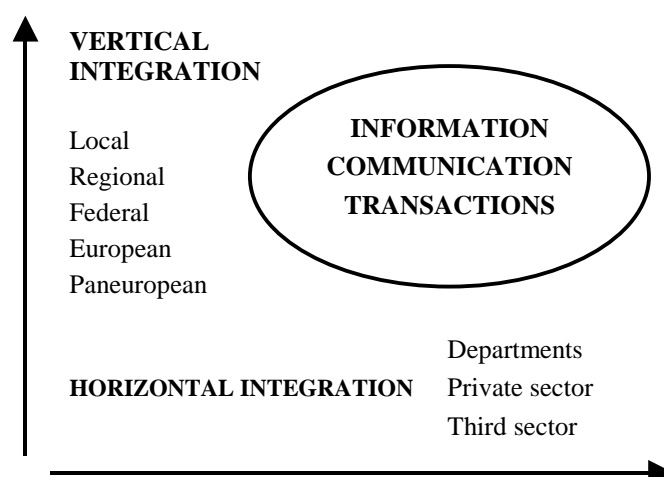 VERTICAL
INTEGRATION
INFORMATION
COMMUNICATION
TRANSACTIONS
Local
Regional
Federal
European
Paneuropean
HORIZONTAL INTEGRATION
Departments
Private sector
Third sector